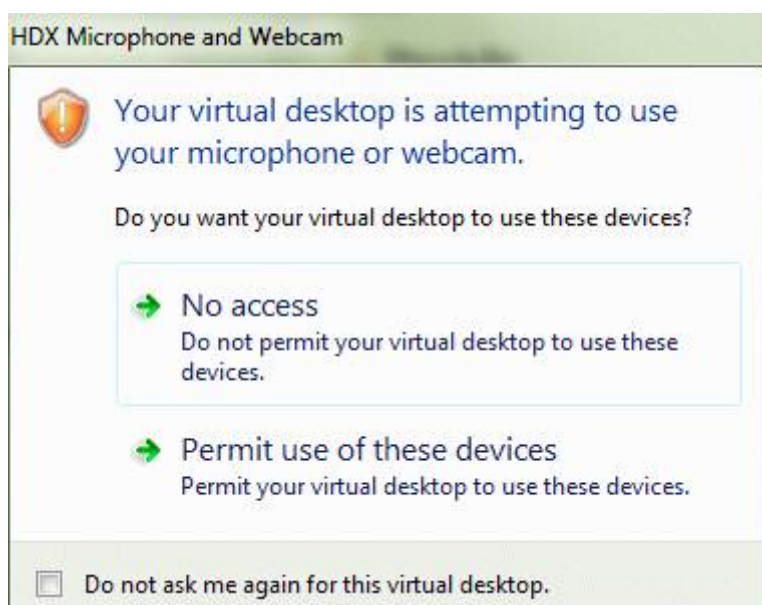 HDX Microphone and Webcam
Your virtual desktop is attempting to use
your microphone or webcam.
Do you want your virtual desktop to use these devices?
No access
Do not permit your virtual desktop to use these
devices.
Permit use of these devices
Permit your virtual desktop to use these devices.
Do not ask me again for this virtual desktop.